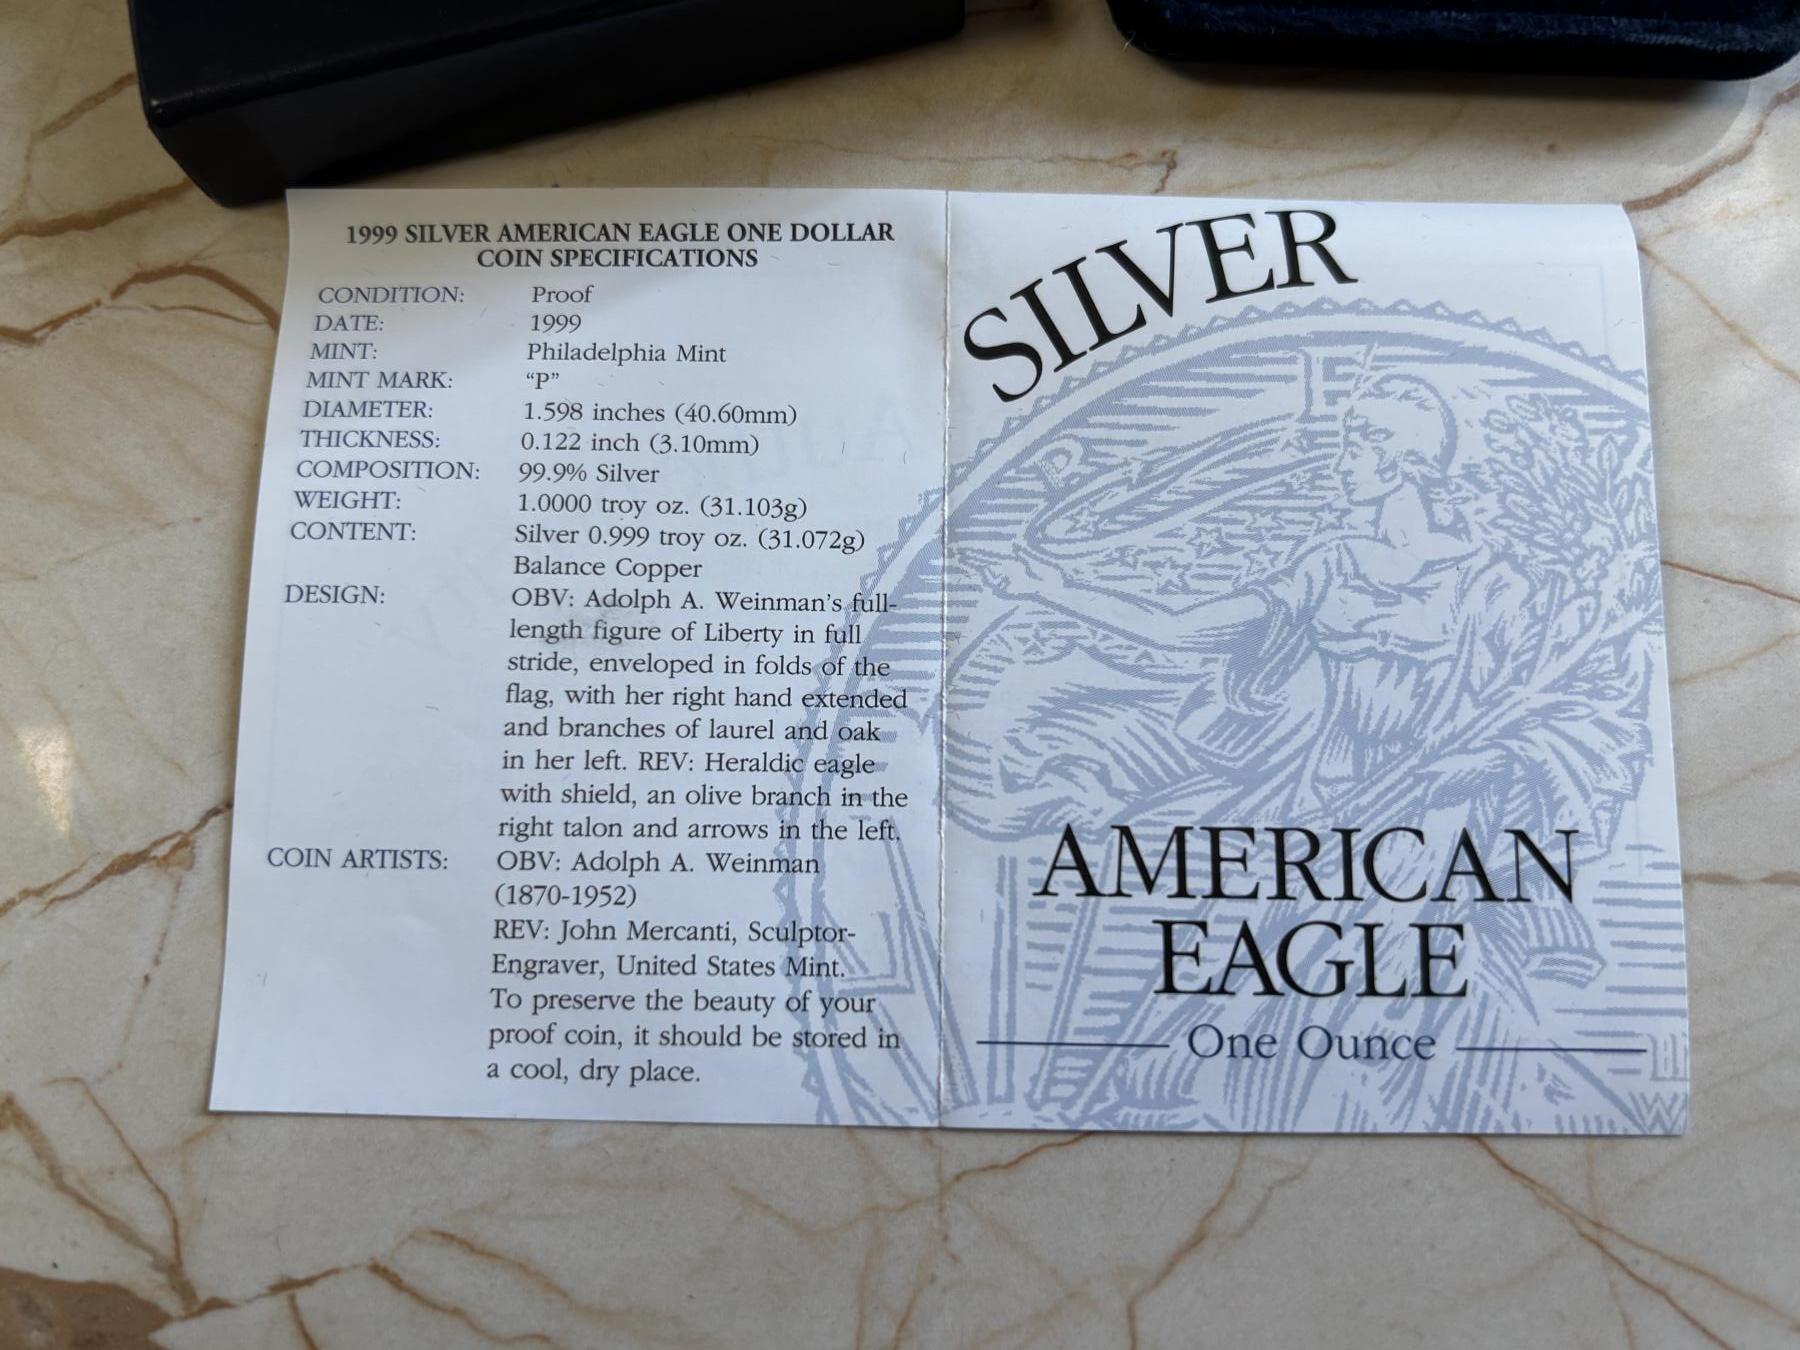 1999 SILVER AMERICAN EAGLE ONE DOLLAR
COIN SPECIFICATIONS
CONDITION: Proof
DATE: 1999
MINT: Philadelphia Mint
MINT MARK: “P”
DIAMETER: 1.598 inches (40.60mm)
THICKNESS: 0.122 inch (3.10mm)
COMPOSITION: 99.9% Silver
WEIGHT: 1.0000 troy oz. (31.103g)
CONTENT: Silver 0.999 troy oz. (31.072g)
Balance Copper
DESIGN: OBV: Adolph A. Weinman’s full-
length figure of Liberty in full
stride, enveloped in folds of the
flag, with her right hand extended
and branches of laurel and oak
in her left. REV: Heraldic eagle
with shield, an olive branch in the
right talon and arrows in the left.
COIN ARTISTS: OBV: Adolph A. Weinman
(1870-1952)
REV: John Mercanti, Sculptor-
Engraver, United States Mint.
To preserve the beauty of your
proof coin, it should be stored in
a cool, dry place.
SILVER
AMERICAN
EAGLE
One Ounce